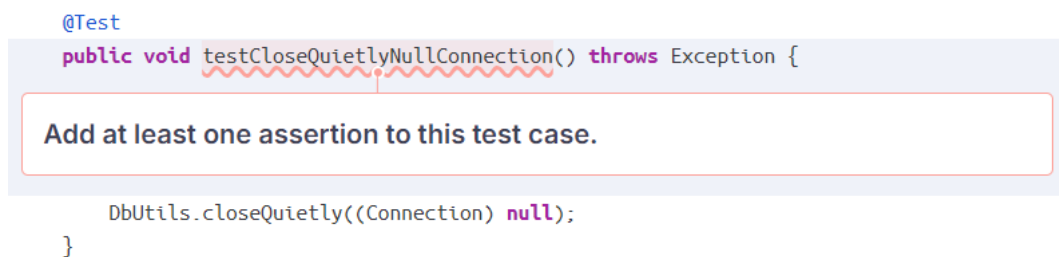 @Test
public void testCloseQuietlyNullConnection() throws Exception {
Add at least one assertion to this test case.
DbUtils.closeQuietly((Connection) null);
}